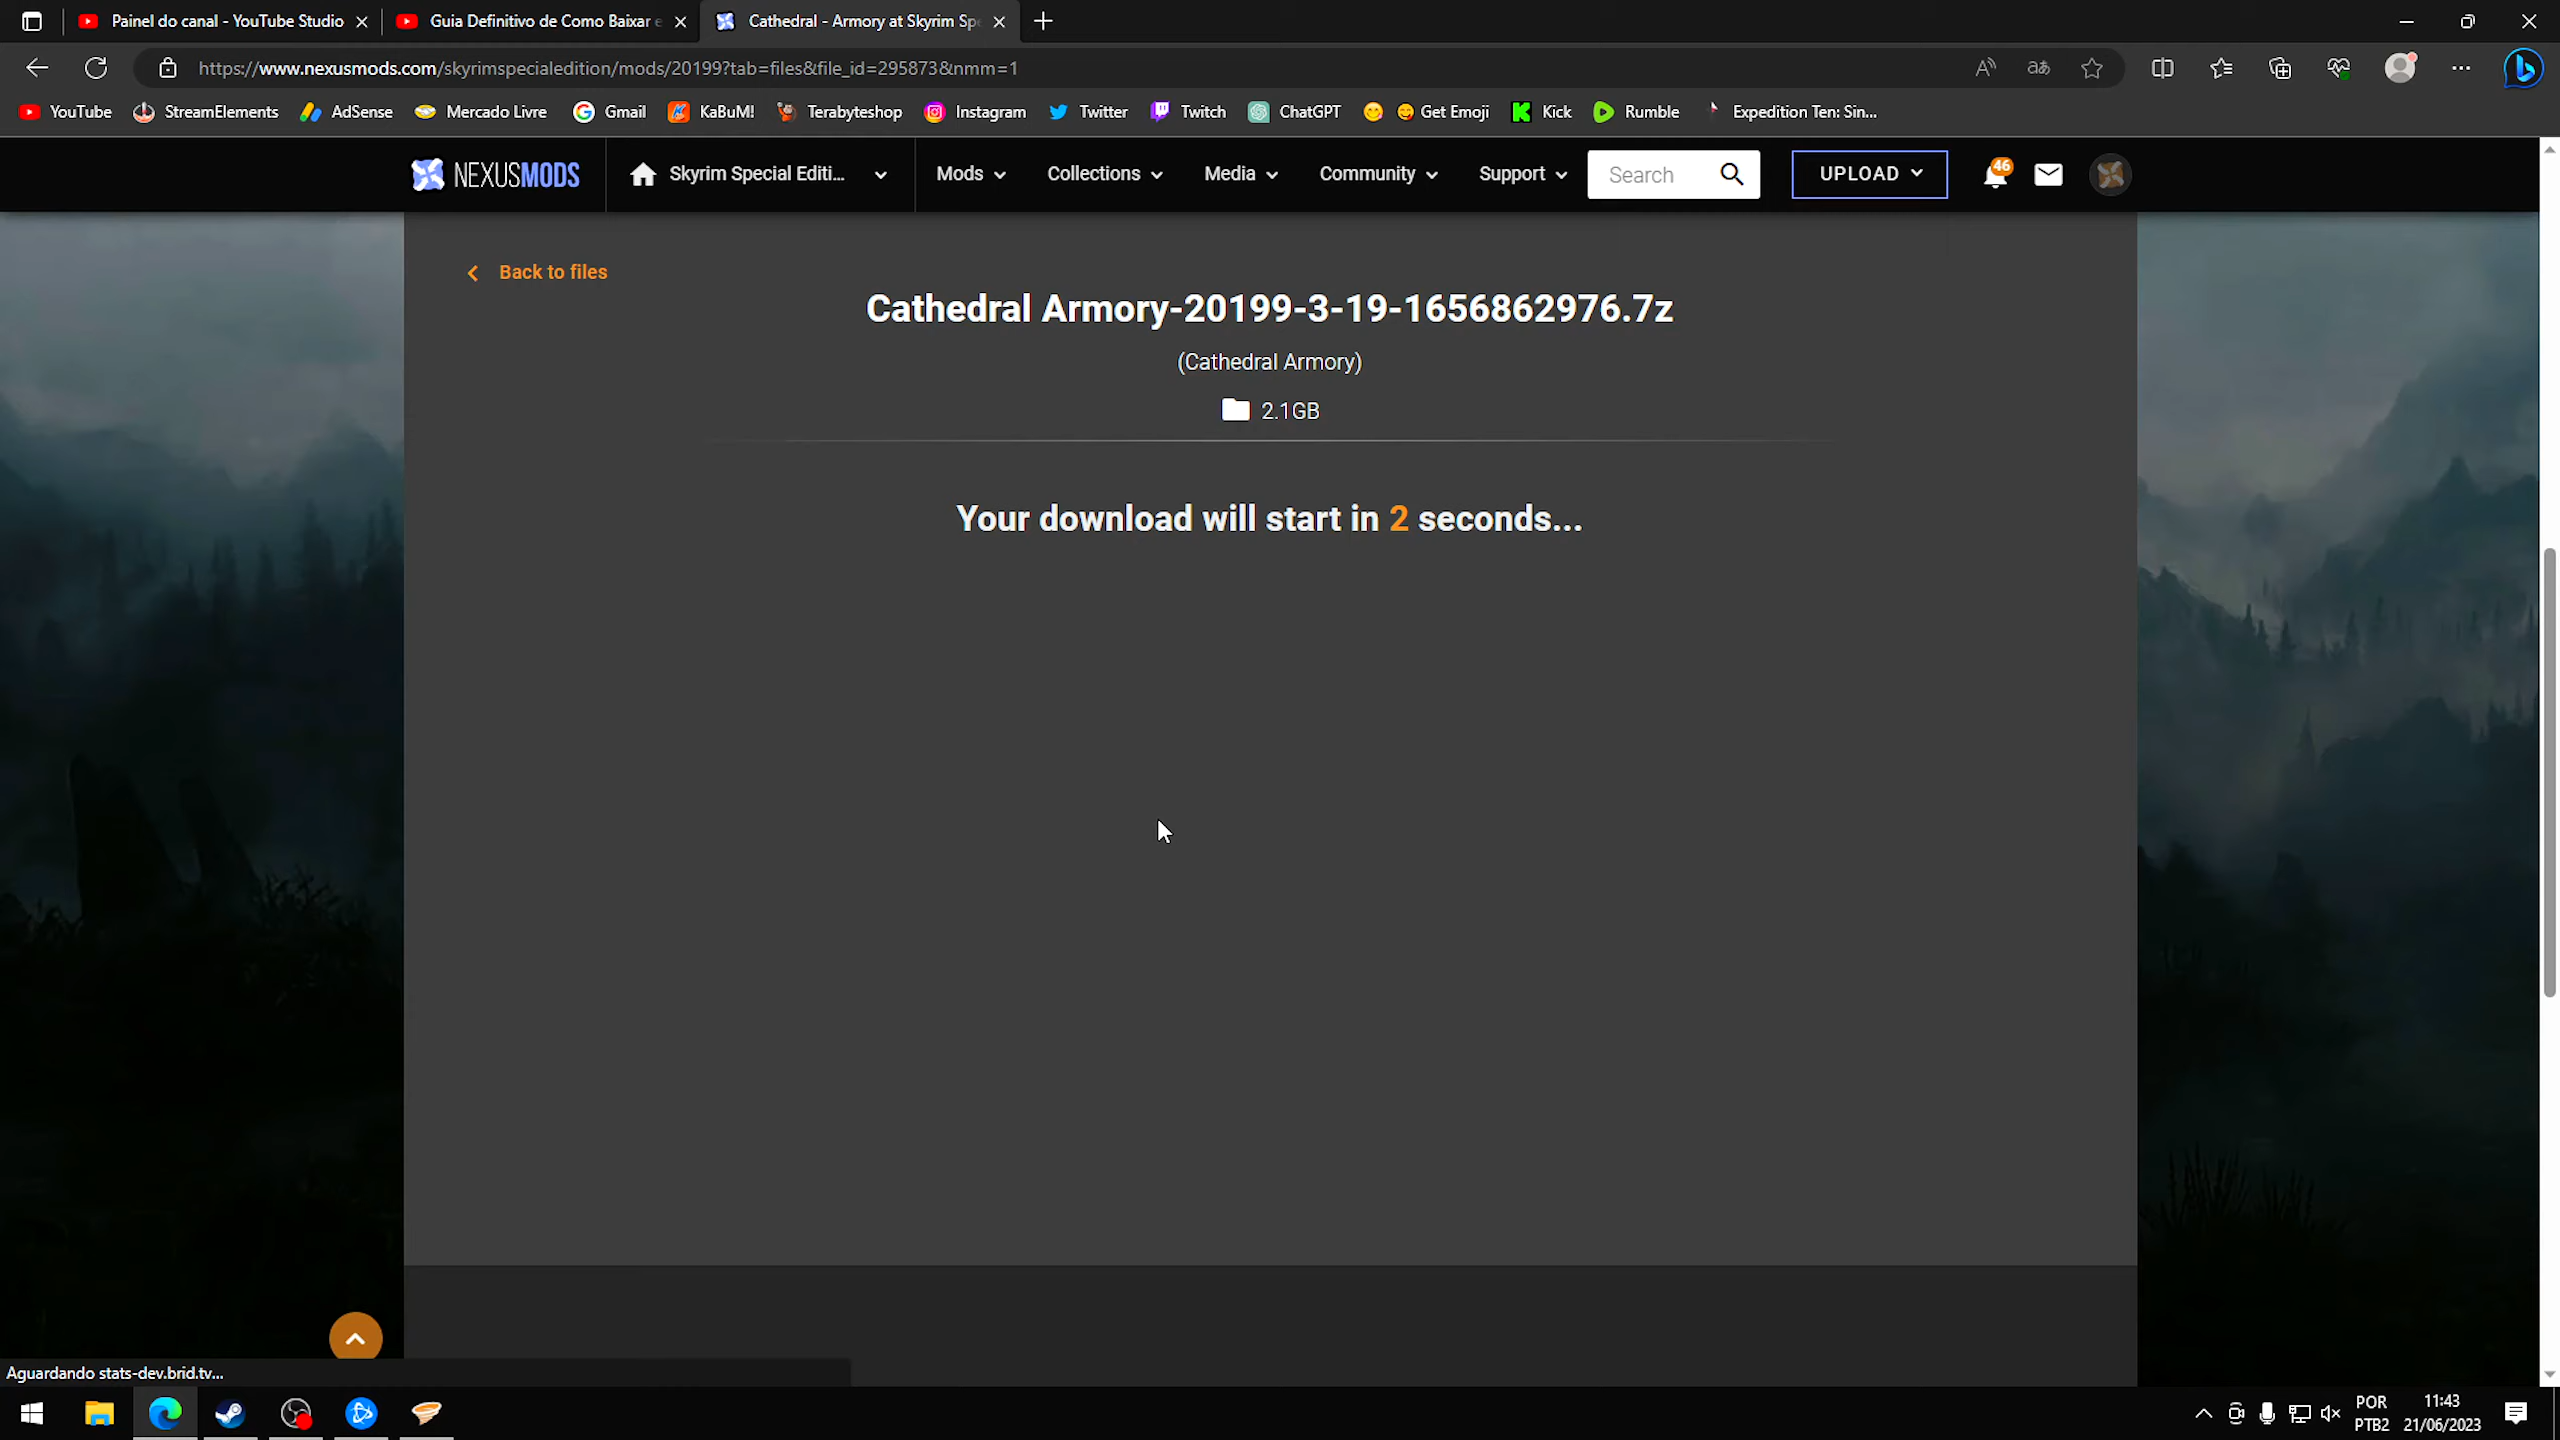 Painel do canal - YouTube Studio
Guia Definitivo de Como Baixar e
Cathedral - Armory at Skyrim Spe
https://www.nexusmods.com/skyrimspecialedition/mods/20199?tab=files&file_id=295873&nmm=1
YouTube StreamElements AdSense Mercado Livre Gmail KaBuM! Terabyteshop Instagram Twitter Twitch ChatGPT Get Emoji Kick Rumble Expedition Ten: Sin...
NEXUSMODS Skyrim Special Editi... Mods Collections Media Community Support Search UPLOAD 46
Back to files
Cathedral Armory-20199-3-19-1656862976.7z
(Cathedral Armory)
2.1GB
Your download will start in 2 seconds...
Aguardando stats-dev.brid.tv...
POR 11:43
PTB2 21/06/2023